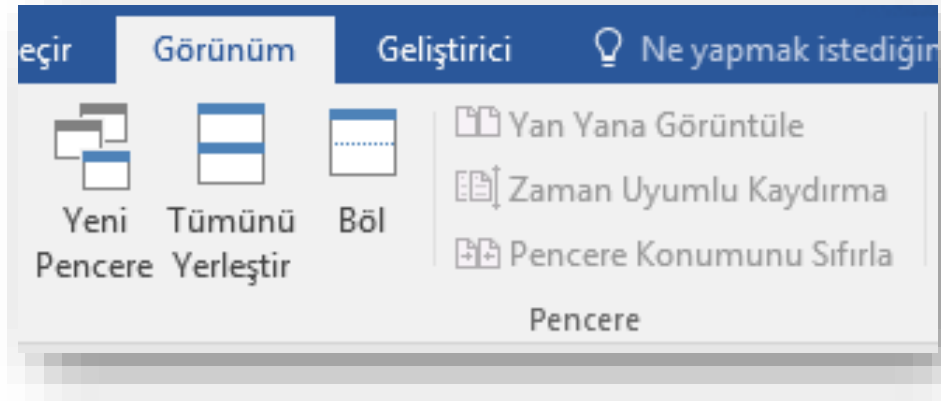 eçir Görünüm Geliştirici Ne yapmak istediğin
Yeni Pencere
Tümünü Yerleştir
Böl
Yan Yana Görüntüle
Zaman Uyumlu Kaydırma
Pencere Konumunu Sıfırla
Pencere